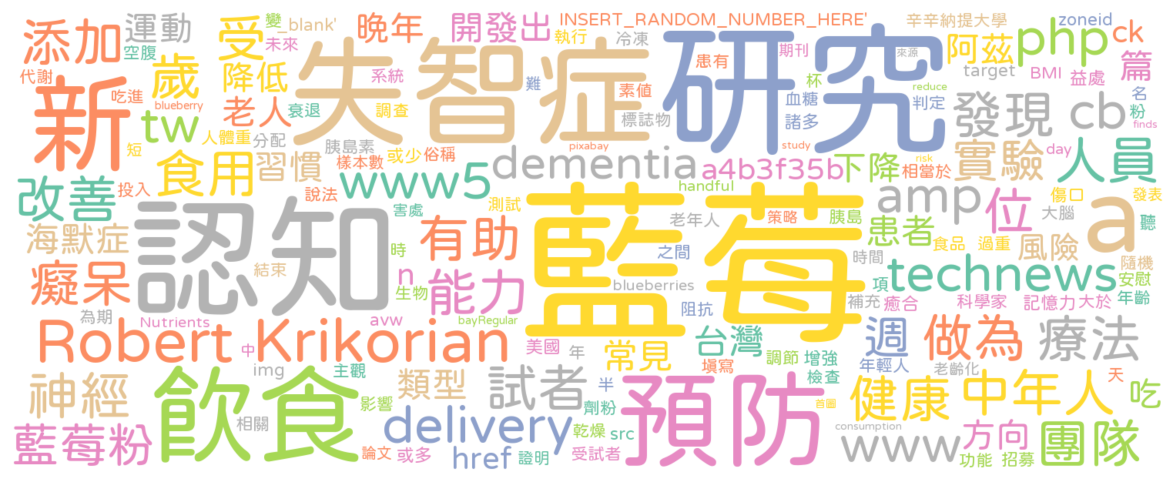 添加 運動 變 _blank' 受 晚年 開發出 INSERT_RANDOM_NUMBER_HERE' 辛辛納提大學 zoneid
未來 執行 冷凍 患有 期刊 來源 阿茲 php ck
代謝 空腹 歲 降低 系統 難 杯 target BMI 益處 篇
新 吃進 blueberry 老人 衰退 調查 失智症 素值 標誌物 研究 血糖 諸多 判定 reduce 名 粉
tw 人體重 分配 胰島素 pixabay study 發現 cb finds
短 食用 習慣 樣本數 或少 俗稱 dementia a4b3f35b 下降 risk 相當於 實驗 day 人員
改善 投入 說法 www5 handful amp 位 傷口 發表
海默症 認知 害處 測試 有助 藍莓 老年人 策略 胰島 患者 食品 過重 風險 大腦 a 聽
癡呆 結束 時 n 生物 能力 之間 blueberries 時間 項 technews 隨機 安慰 年齡
為期 Nutrients avw bayRegular 阻抗 補充 癒合 科學家 記憶力 大於
Robert Krikorian 中 美國 年 常見 台灣 填寫 調節 增強 檢查 週 年輕人 做為 療法
神經 img 主觀 類型 試者 半 預防 首圖 老齡化 天
藍莓粉 飲食 相關 影響 delivery 劑粉 健康 中年人 吃
論文 或多 href 證明 乾燥 src 受試者 consumption www 方向 功能 招募 團隊